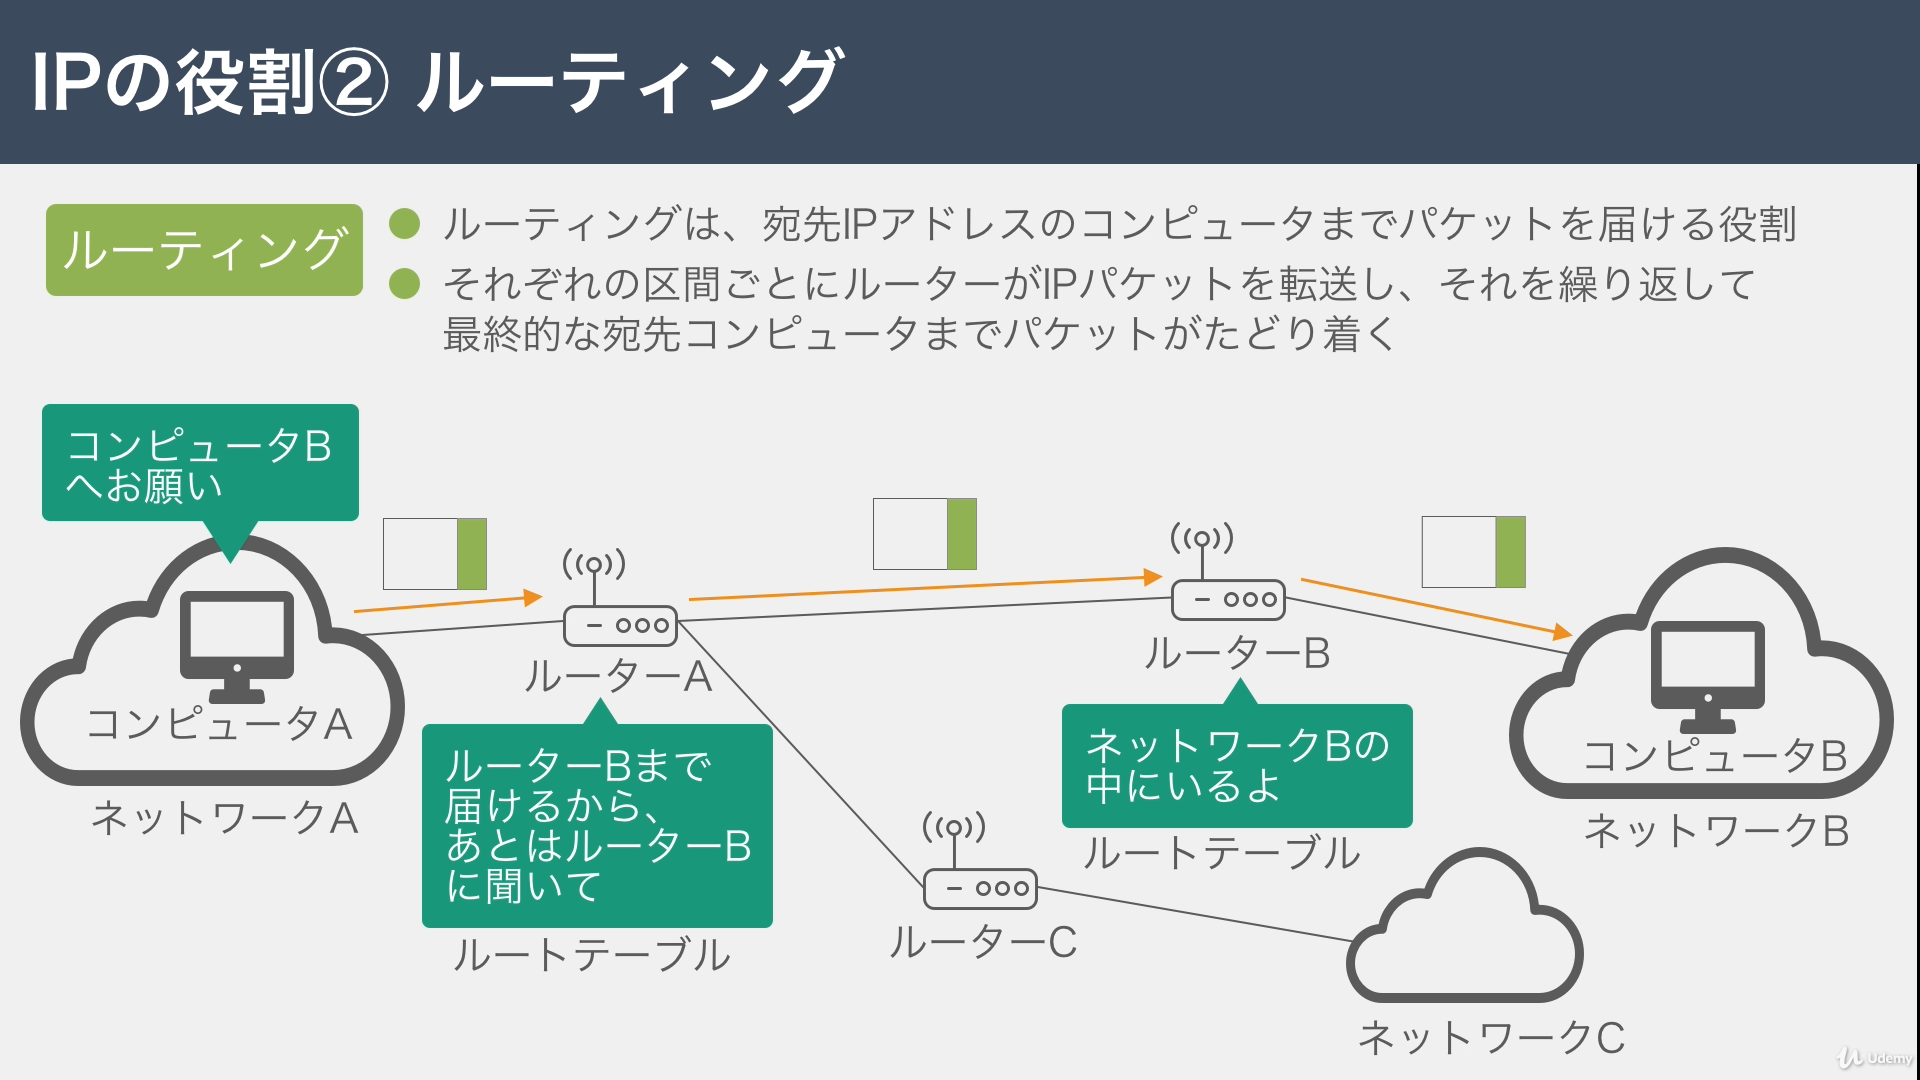 IPの役割② ルーティング
ルーティング
ルーティングは、宛先IPアドレスのコンピュータまでパケットを届ける役割
それぞれの区間ごとにルーターがIPパケットを転送し、それを繰り返して
最終的な宛先コンピュータまでパケットがたどり着く
コンピュータB
へお願い
コンピュータA
ネットワークA
ルーターA
ルーターBまで
届けるから、
あとはルーターB
に聞いて
ルートテーブル
ルーターB
ネットワークBの
中にいるよ
ルートテーブル
コンピュータB
ネットワークB
ルーターC
ネットワークC
Udemy